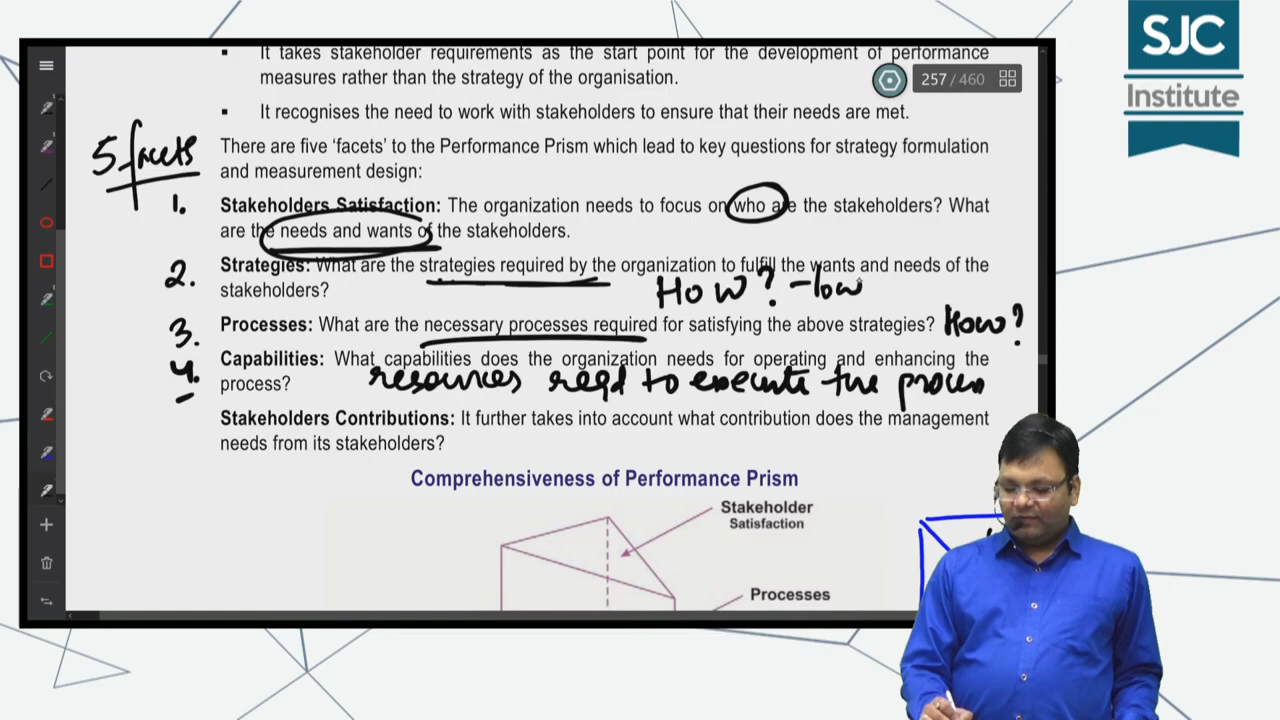 SJC
Institute
257 / 460
▪ It takes stakeholder requirements as the start point for the development of performance
measures rather than the strategy of the organisation.
▪ It recognises the need to work with stakeholders to ensure that their needs are met.
5 facets
There are five ‘facets’ to the Performance Prism which lead to key questions for strategy formulation
and measurement design:
1. Stakeholders Satisfaction: The organization needs to focus on who are the stakeholders? What
are the needs and wants of the stakeholders.
2. Strategies: What are the strategies required by the organization to fulfill the wants and needs of the
stakeholders? How? -
3. Processes: What are the necessary processes required for satisfying the above strategies? How?
4. Capabilities: What capabilities does the organization needs for operating and enhancing the
process? resources reqd to execute the process
Stakeholders Contributions: It further takes into account what contribution does the management
needs from its stakeholders?
Comprehensiveness of Performance Prism
Stakeholder
Satisfaction
Processes